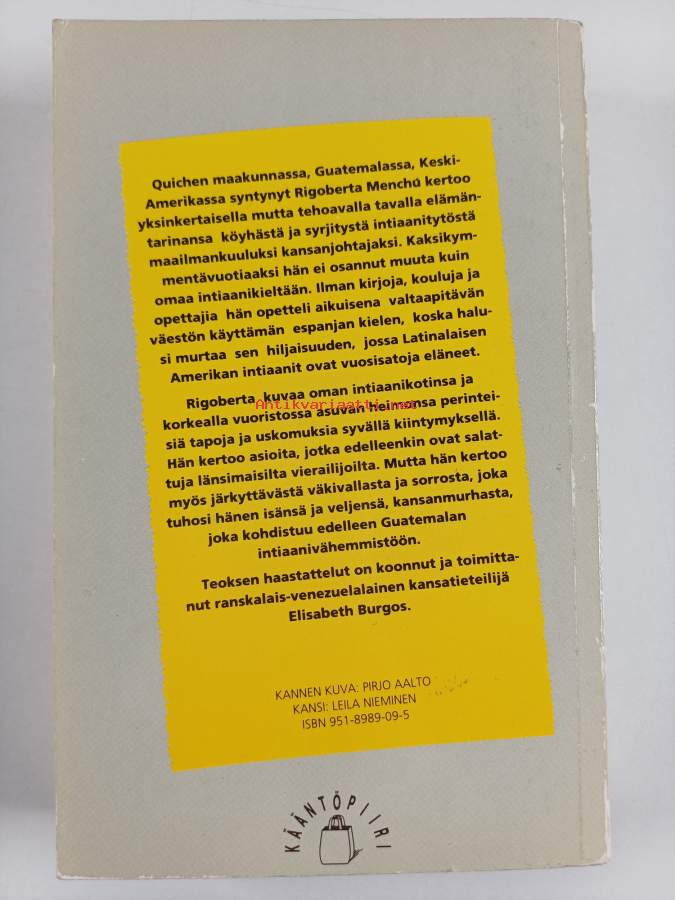 Quichen maakunnassa, Guatemalassa, Keski-
Amerikassa syntynyt Rigoberta Menchú kertoo
yksinkertaisella mutta tehoavalla tavalla elämän-
tarinansa köyhästä ja syrjitystä intiaanitytöstä
maailmankuuluksi kansanjohtajaksi. Kaksikym-
mentävuotiaaksi hän ei osannut muuta kuin
omaa intiaanikieltään. Ilman kirjoja, kouluja ja
opettajia hän opetteli aikuisena valtaapitävän
väestön käyttämän espanjan kielen, koska halu-
si murtaa sen hiljaisuuden, jossa Latinalaisen
Amerikan intiaanit ovat vuosisatoja eläneet.
Rigoberta kuvaa oman intiaanikotinsa ja
Antikvariaatti.net
korkealla vuoristossa asuvan heimonsa perintei-
siä tapoja ja uskomuksia syvällä kiintymyksellä.
Hän kertoo asioita, jotka edelleenkin ovat salat-
tuja länsimaisilta vierailijoilta. Mutta hän kertoo
myös järkyttävästä väkivallasta ja sorrosta, joka
tuhosi hänen isänsä ja veljensä, kansanmurhasta,
joka kohdistuu edelleen Guatemalan
intiaanivähemmistöön.
Teoksen haastattelut on koonnut ja toimitta-
nut ranskalais-venezuelalainen kansatieteilijä
Elisabeth Burgos.
KANNEN KUVA: PIRJO AALTO
KANSI: LEILA NIEMINEN
ISBN 951-8989-09-5
KÄÄNTÖPIIRI